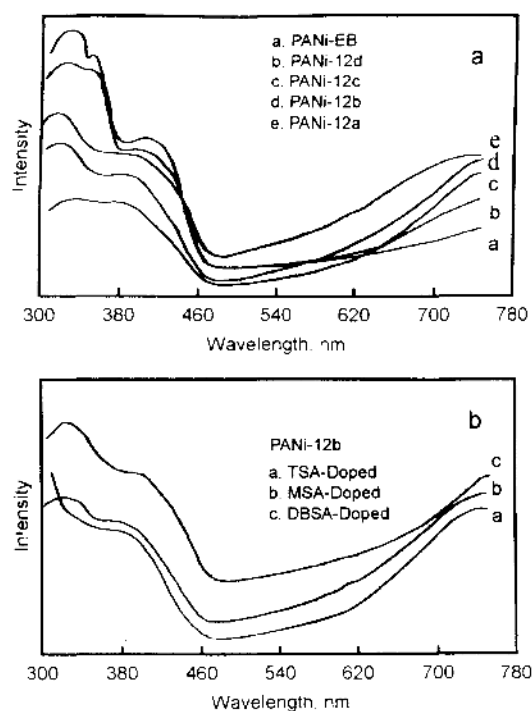 a. PANi-EB
a
b. PANi-12d
c. PANi-12c
d. PANi-12b
e. PANi-12a
Intensity
e
d
c
b
a
300 380 460 540 620 700 780
Wavelength, nm
b
PANi-12b
a. TSA-Doped
b. MSA-Doped
c. DBSA-Doped
Intensity
c
b
a
300 380 460 540 620 700 780
Wavelength, nm